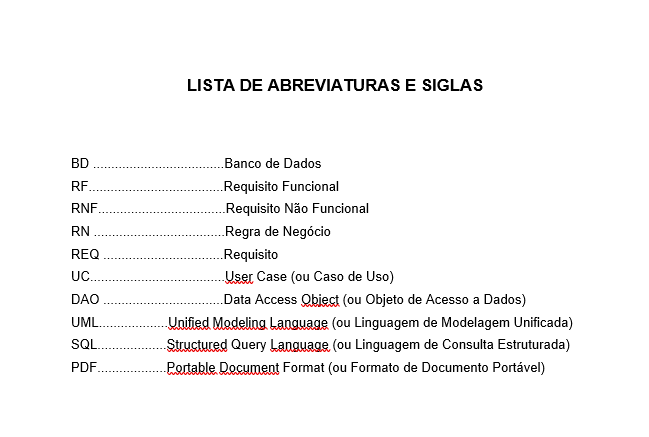 LISTA DE ABREVIATURAS E SIGLAS
BD ....................................Banco de Dados
RF.....................................Requisito Funcional
RNF...................................Requisito Não Funcional
RN ....................................Regra de Negócio
REQ .................................Requisito
UC.....................................User Case (ou Caso de Uso)
DAO .................................Data Access Object (ou Objeto de Acesso a Dados)
UML...................Unified Modeling Language (ou Linguagem de Modelagem Unificada)
SQL...................Structured Query Language (ou Linguagem de Consulta Estruturada)
PDF...................Portable Document Format (ou Formato de Documento Portável)